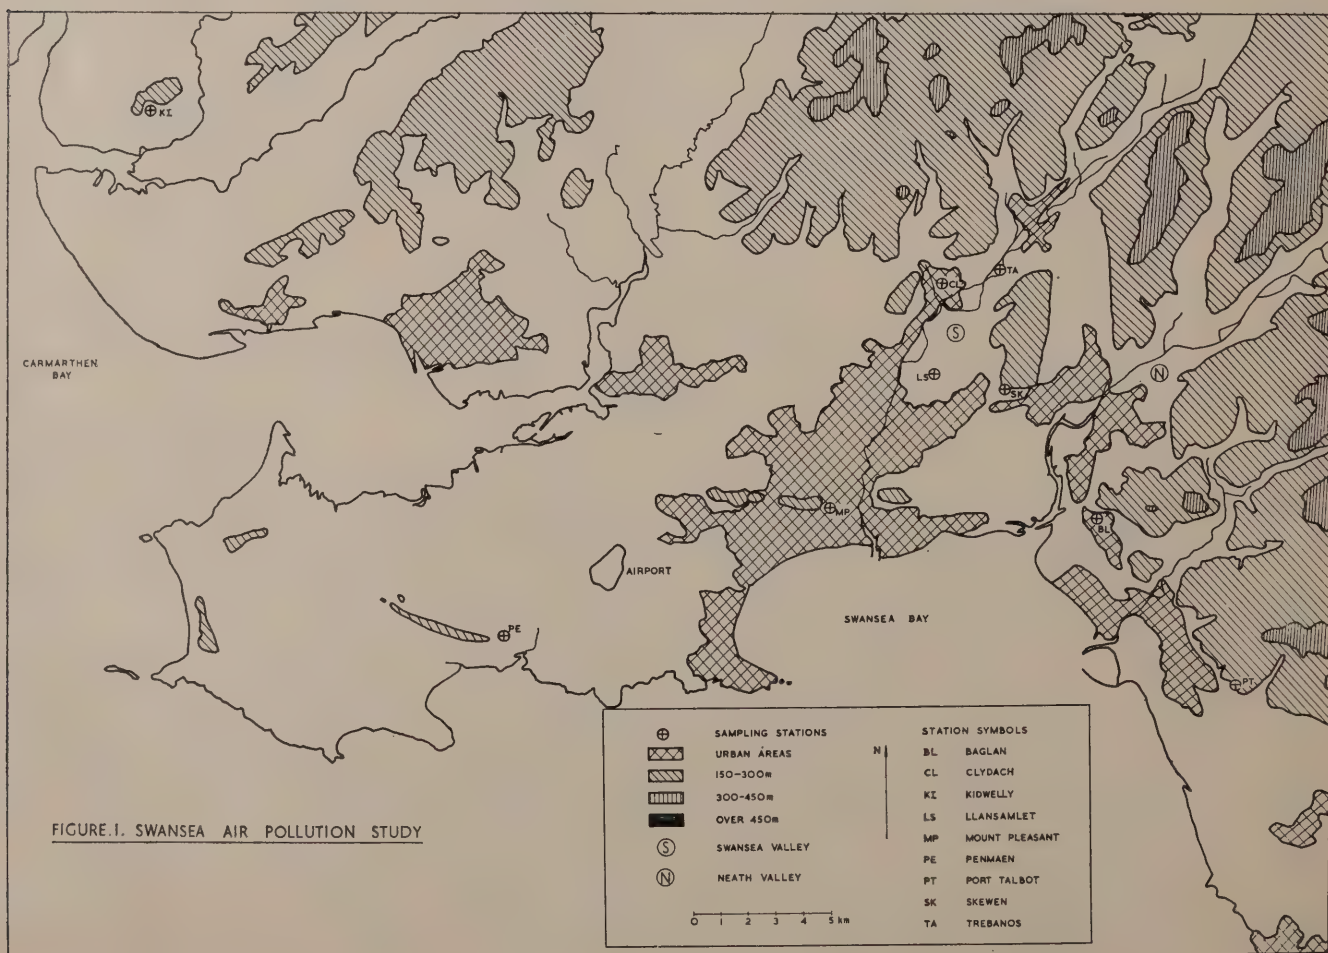 KI
TA
CL
S
CARMARTHEN
BAY
LS
N
SK
MP
BL
AIRPORT
SWANSEA BAY
PE
PT
SAMPLING STATIONS
URBAN AREAS
150-300m
300-450m
OVER 450m
S SWANSEA VALLEY
N NEATH VALLEY
0 1 2 3 4 5 km
N
STATION SYMBOLS
BL BAGLAN
CL CLYDACH
KI KIDWELLY
LS LLANSAMLET
MP MOUNT PLEASANT
PE PENMAEN
PT PORT TALBOT
SK SKEWEN
TA TREBANOS
FIGURE.1. SWANSEA AIR POLLUTION STUDY